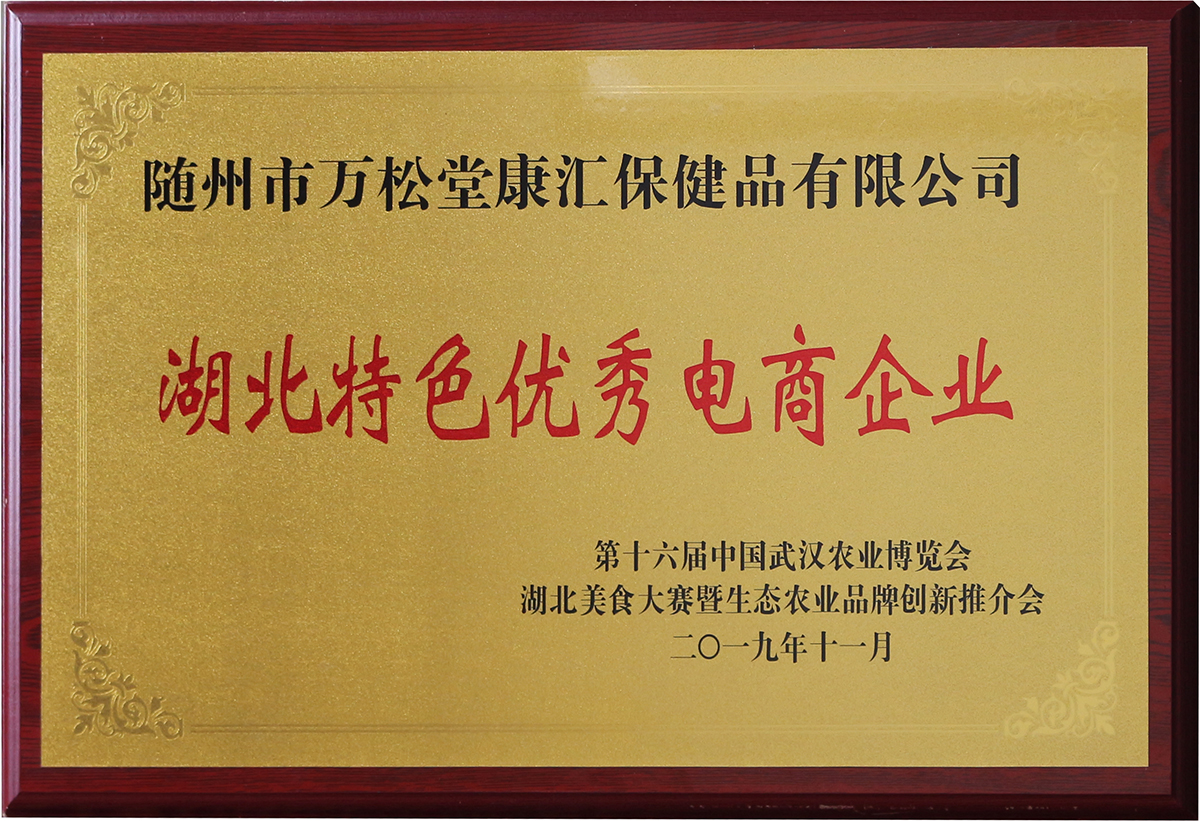 随州市万松堂康汇保健品有限公司
湖北特色优秀电商企业
第十六届中国武汉农业博览会
湖北美食大赛暨生态农业品牌创新推介会
二〇一九年十一月